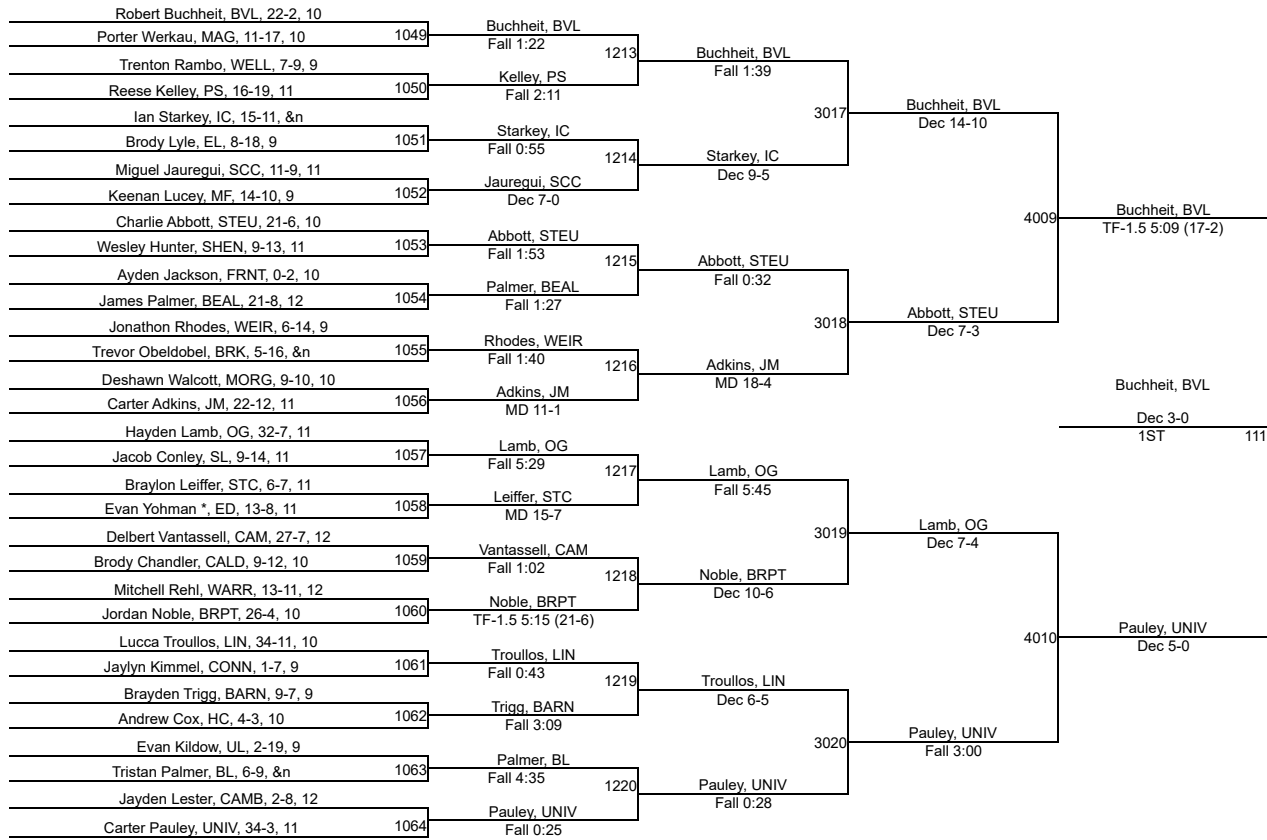 Robert Buchheit, BVL, 22-2, 10
Porter Werkau, MAG, 11-17, 10
1049
Trenton Rambo, WELL, 7-9, 9
Reese Kelley, PS, 16-19, 11
1050
Ian Starkey, IC, 15-11, &n
Brody Lyle, EL, 8-18, 9
1051
Miguel Jauregui, SCC, 11-9, 11
Keenan Lucey, MF, 14-10, 9
1052
Charlie Abbott, STEU, 21-6, 10
Wesley Hunter, SHEN, 9-13, 11
1053
Ayden Jackson, FRNT, 0-2, 10
James Palmer, BEAL, 21-8, 12
1054
Jonathon Rhodes, WEIR, 6-14, 9
Trevor Obeldobel, BRK, 5-16, &n
1055
Deshawn Walcott, MORG, 9-10, 10
Carter Adkins, JM, 22-12, 11
1056
Hayden Lamb, OG, 32-7, 11
Jacob Conley, SL, 9-14, 11
1057
Braylon Leiffer, STC, 6-7, 11
Evan Yohman *, ED, 13-8, 11
1058
Delbert Vantassell, CAM, 27-7, 12
Brody Chandler, CALD, 9-12, 10
1059
Mitchell Rehl, WARR, 13-11, 12
Jordan Noble, BRPT, 26-4, 10
1060
Lucca Troullos, LIN, 34-11, 10
Jaylyn Kimmel, CONN, 1-7, 9
1061
Brayden Trigg, BARN, 9-7, 9
Andrew Cox, HC, 4-3, 10
1062
Evan Kildow, UL, 2-19, 9
Tristan Palmer, BL, 6-9, &n
1063
Jayden Lester, CAMB, 2-8, 12
Carter Pauley, UNIV, 34-3, 11
1064
Buchheit, BVL
Fall 1:22
1213
Kelley, PS
Fall 2:11
Starkey, IC
Fall 0:55
1214
Jauregui, SCC
Dec 7-0
Abbott, STEU
Fall 1:53
1215
Palmer, BEAL
Fall 1:27
Rhodes, WEIR
Fall 1:40
1216
Adkins, JM
MD 11-1
Lamb, OG
Fall 5:29
1217
Leiffer, STC
MD 15-7
Vantassell, CAM
Fall 1:02
1218
Noble, BRPT
TF-1.5 5:15 (21-6)
Troullos, LIN
Fall 0:43
1219
Trigg, BARN
Fall 3:09
Palmer, BL
Fall 4:35
1220
Pauley, UNIV
Fall 0:25
Buchheit, BVL
Fall 1:39
3017
Starkey, IC
Dec 9-5
Abbott, STEU
Fall 0:32
3018
Adkins, JM
MD 18-4
Lamb, OG
Fall 5:45
3019
Noble, BRPT
Dec 10-6
Troullos, LIN
Dec 6-5
3020
Pauley, UNIV
Fall 0:28
Buchheit, BVL
Dec 14-10
4009
Abbott, STEU
Dec 7-3
Lamb, OG
Dec 7-4
4010
Pauley, UNIV
Fall 3:00
Buchheit, BVL
TF-1.5 5:09 (17-2)
Buchheit, BVL
Dec 3-0
1ST
111
Pauley, UNIV
Dec 5-0